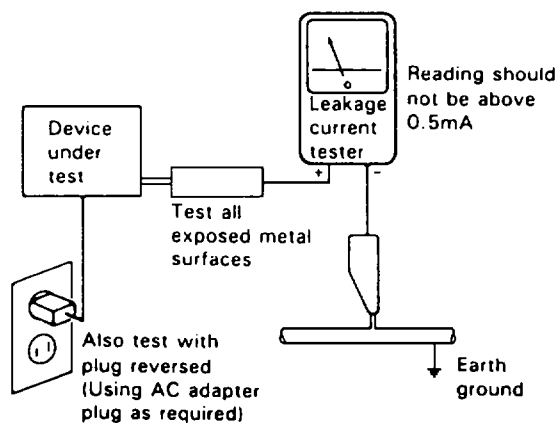 Device
under
test
Leakage
current
tester
+ -
Reading should
not be above
0.5mA
Test all
exposed metal
surfaces
Also test with
plug reversed
(Using AC adapter
plug as required)
Earth
ground